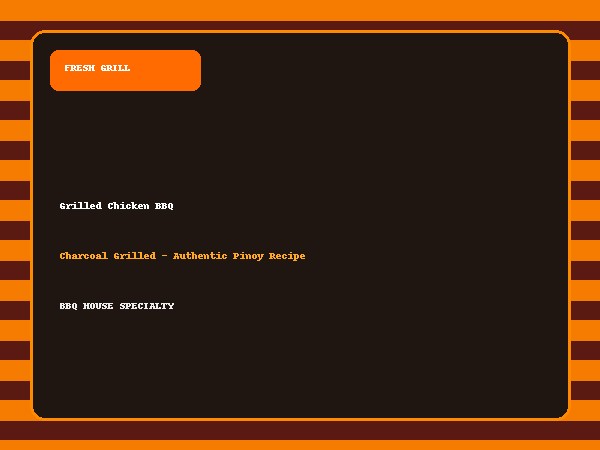 FRESH GRILL
Grilled Chicken BBQ
Charcoal Grilled - Authentic Pinoy Recipe
BBQ HOUSE SPECIALTY